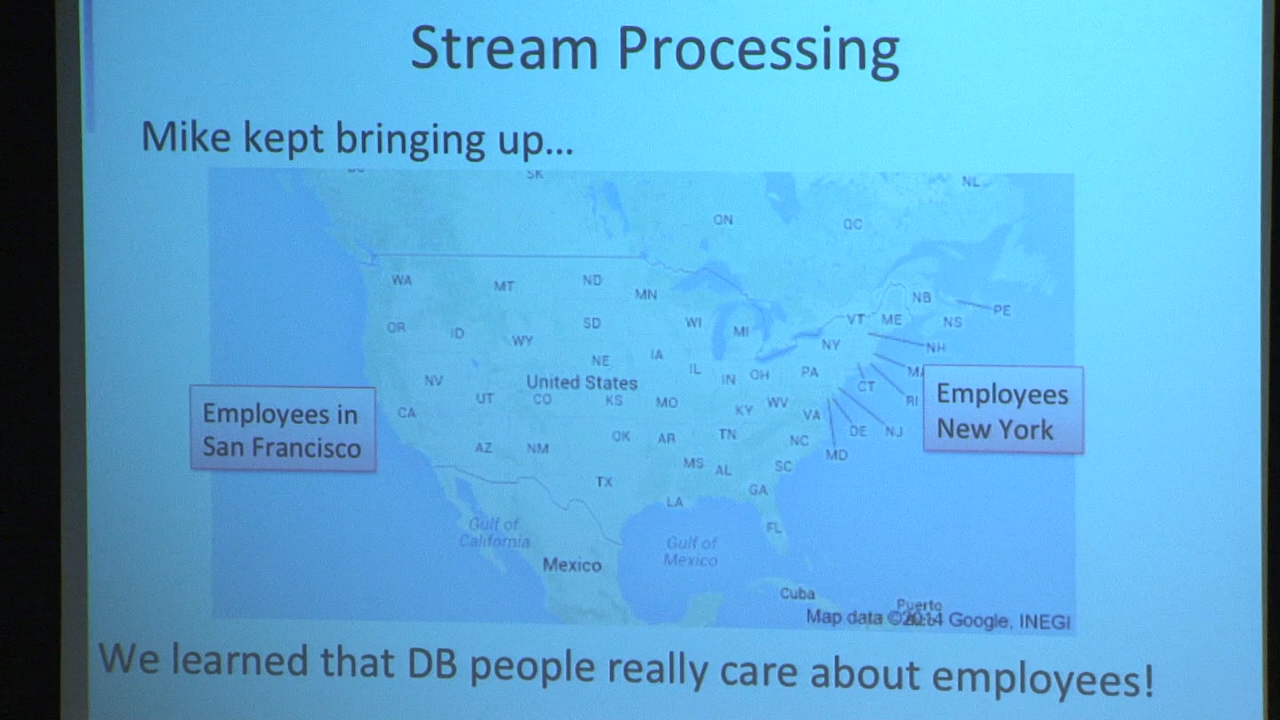 Stream Processing
Mike kept bringing up...
SK
NL
ON
QC
WA
MT
ND
MN
NB
PE
OR
ID
WY
SD
WI
MI
VT
ME
NS
NY
NH
NE
IA
IL
IN
OH
PA
MA
NV
United States
CT
RI
UT
CO
KS
MO
KY
WV
VA
CA
DE
NJ
Employees in
San Francisco
Employees
New York
AZ
NM
OK
AR
TN
NC
MD
MS
AL
SC
TX
GA
LA
FL
Gulf of
California
Gulf of
Mexico
Mexico
Cuba
Puerto
Map data ©2014 Google, INEGI
We learned that DB people really care about employees!